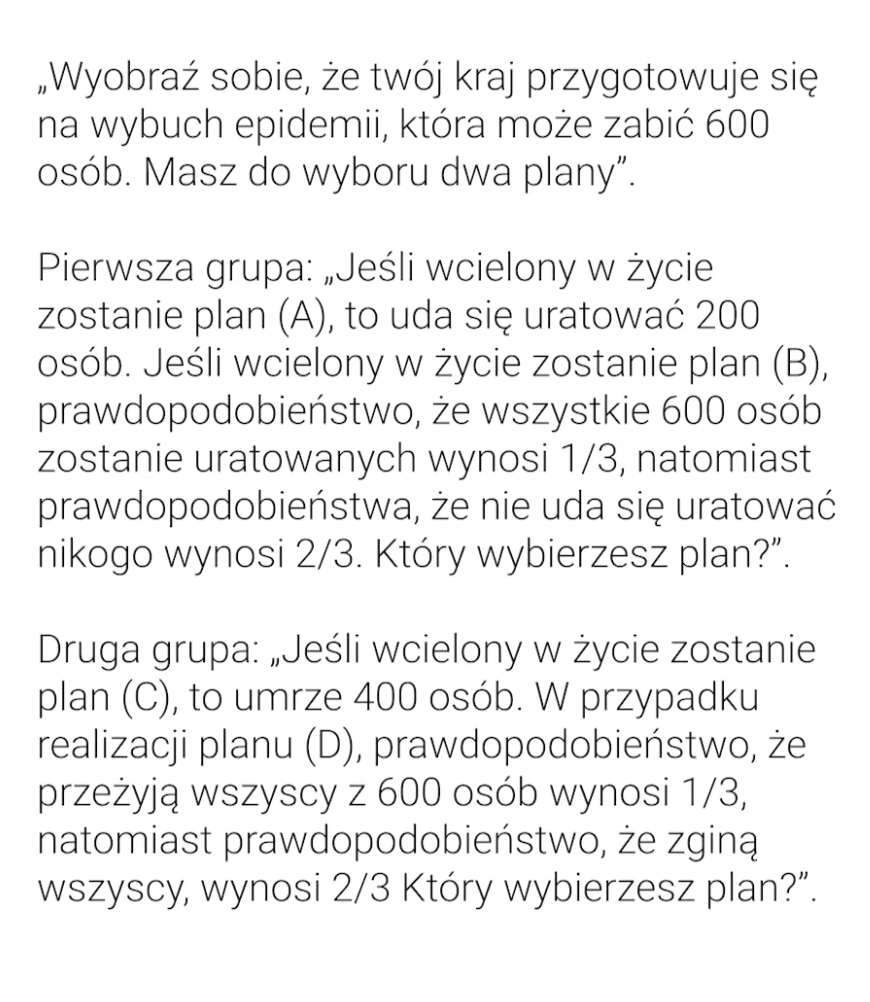 „Wyobraź sobie, że twój kraj przygotowuje się
na wybuch epidemii, która może zabić 600
osób. Masz do wyboru dwa plany”.
Pierwsza grupa: „Jeśli wcielony w życie
zostanie plan (A), to uda się uratować 200
osób. Jeśli wcielony w życie zostanie plan (B),
prawdopodobieństwo, że wszystkie 600 osób
zostanie uratowanych wynosi 1/3, natomiast
prawdopodobieństwa, że nie uda się uratować
nikogo wynosi 2/3. Który wybierzesz plan?”.
Druga grupa: „Jeśli wcielony w życie zostanie
plan (C), to umrze 400 osób. W przypadku
realizacji planu (D), prawdopodobieństwo, że
przeżyją wszyscy z 600 osób wynosi 1/3,
natomiast prawdopodobieństwo, że zginą
wszyscy, wynosi 2/3 Który wybierzesz plan?”.